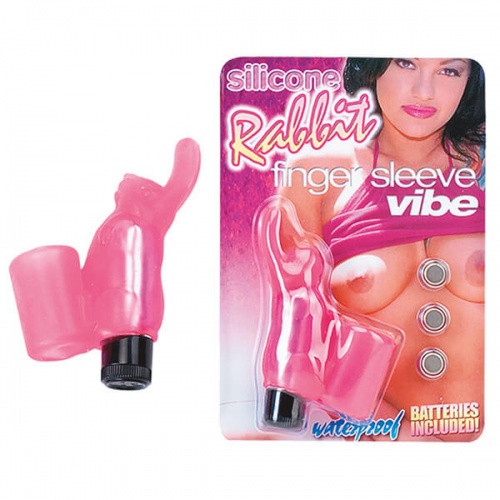 silicone
Rabbit
finger sleeve
vibe
waterproof
BATTERIES
INCLUDED!